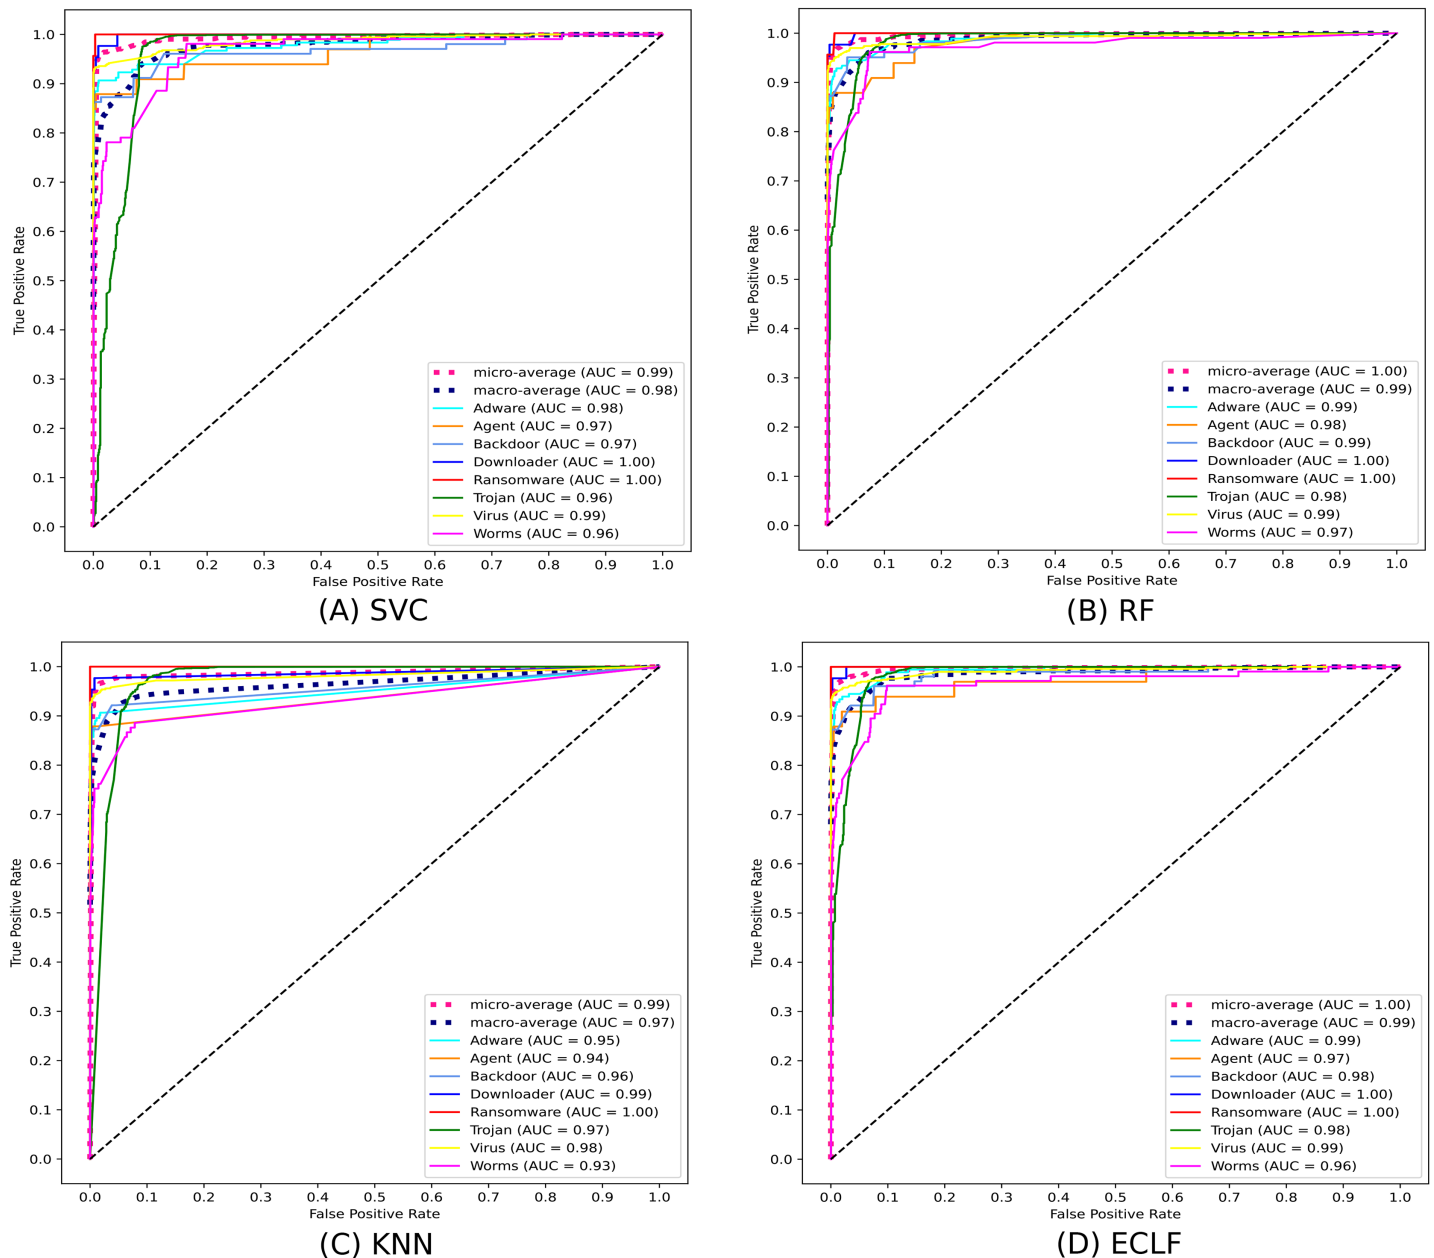 1.0
0.9
0.8
0.7
0.6
0.5
0.4
0.3
0.2
0.1
0.0
True Positive Rate
micro-average (AUC = 0.99)
macro-average (AUC = 0.98)
Adware (AUC = 0.98)
Agent (AUC = 0.97)
Backdoor (AUC = 0.97)
Downloader (AUC = 1.00)
Ransomware (AUC = 1.00)
Trojan (AUC = 0.96)
Virus (AUC = 0.99)
Worms (AUC = 0.96)
0.0 0.1 0.2 0.3 0.4 0.5 0.6 0.7 0.8 0.9 1.0
False Positive Rate
(A) SVC
1.0
0.9
0.8
0.7
0.6
0.5
0.4
0.3
0.2
0.1
0.0
True Positive Rate
micro-average (AUC = 1.00)
macro-average (AUC = 0.99)
Adware (AUC = 0.99)
Agent (AUC = 0.98)
Backdoor (AUC = 0.99)
Downloader (AUC = 1.00)
Ransomware (AUC = 1.00)
Trojan (AUC = 0.98)
Virus (AUC = 0.99)
Worms (AUC = 0.97)
0.0 0.1 0.2 0.3 0.4 0.5 0.6 0.7 0.8 0.9 1.0
False Positive Rate
(B) RF
1.0
0.9
0.8
0.7
0.6
0.5
0.4
0.3
0.2
0.1
0.0
True Positive Rate
micro-average (AUC = 0.99)
macro-average (AUC = 0.97)
Adware (AUC = 0.95)
Agent (AUC = 0.94)
Backdoor (AUC = 0.96)
Downloader (AUC = 0.99)
Ransomware (AUC = 1.00)
Trojan (AUC = 0.97)
Virus (AUC = 0.98)
Worms (AUC = 0.93)
0.0 0.1 0.2 0.3 0.4 0.5 0.6 0.7 0.8 0.9 1.0
False Positive Rate
(C) KNN
1.0
0.9
0.8
0.7
0.6
0.5
0.4
0.3
0.2
0.1
0.0
True Positive Rate
micro-average (AUC = 1.00)
macro-average (AUC = 0.99)
Adware (AUC = 0.99)
Agent (AUC = 0.97)
Backdoor (AUC = 0.98)
Downloader (AUC = 1.00)
Ransomware (AUC = 1.00)
Trojan (AUC = 0.98)
Virus (AUC = 0.99)
Worms (AUC = 0.96)
0.0 0.1 0.2 0.3 0.4 0.5 0.6 0.7 0.8 0.9 1.0
False Positive Rate
(D) ECLF